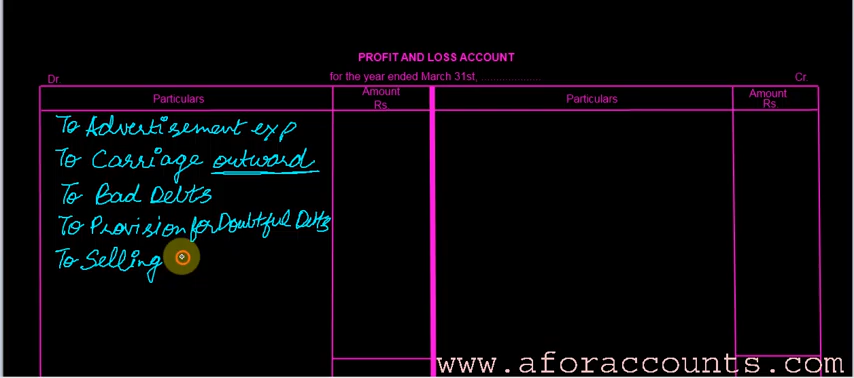 PROFIT AND LOSS ACCOUNT
Dr. for the year ended March 31st, ..................... Cr.
Particulars Amount Rs. Particulars Amount Rs
To Advertisement exp
To Carriage outward
To Bad Debts
To Provision for Doubtful Debts
To Selling
www.aforaccounts.com